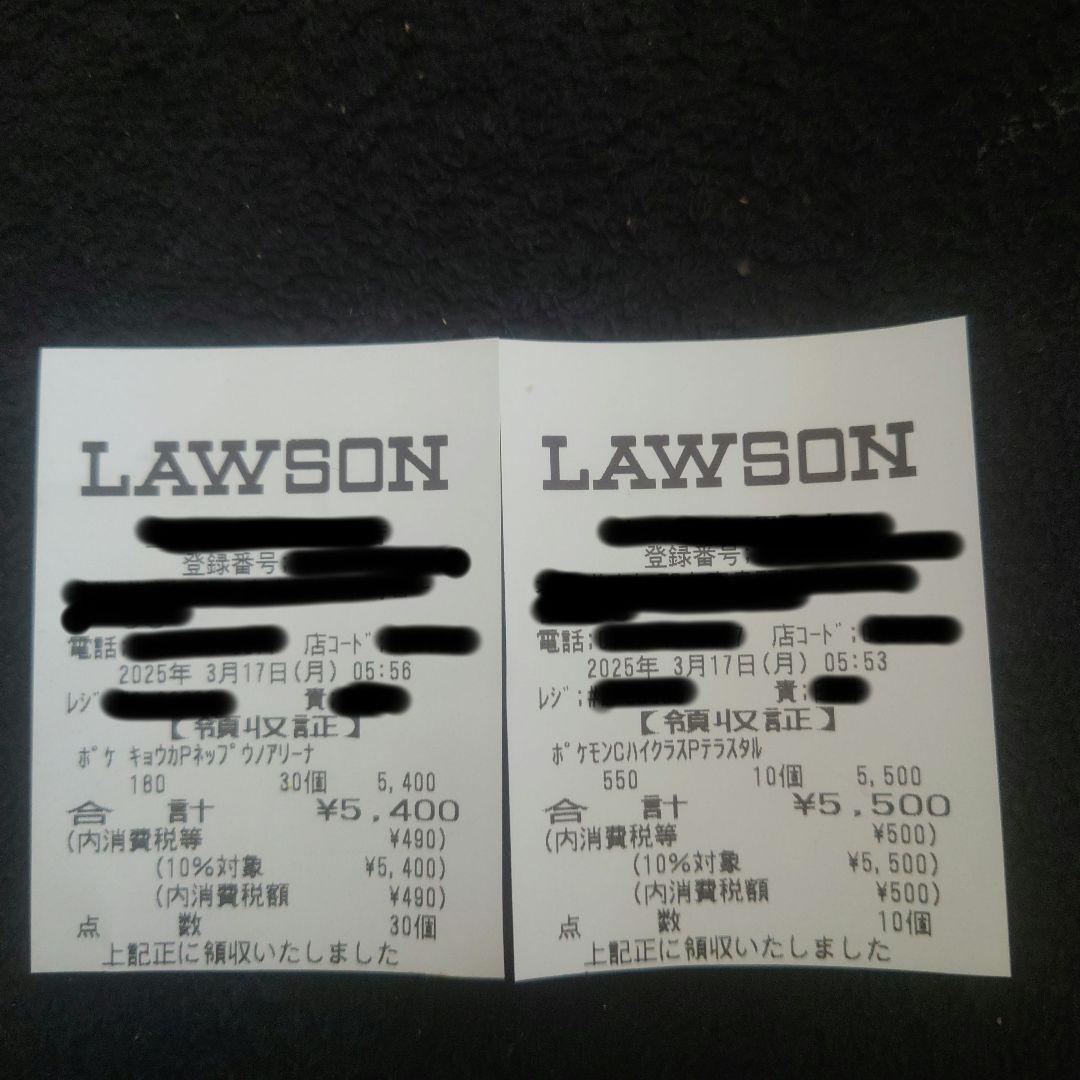 LAWSON
登録番号
電話 店コード
2025年 3月17日(月) 05:56
レジ 責
【領収証】
ポケ キョウカPネップウノアリーナ
180 30個 5,400
合 計 ¥5,400
(内消費税等 ¥490)
(10%対象 ¥5,400)
(内消費税額 ¥490)
点 数 30個
上記正に領収いたしました
LAWSON
登録番号:
電話: 店コード:
2025年 3月17日(月) 05:53
レジ:# 責:
【領収証】
ポケモンCハイクラスPテラスタル
550 10個 5,500
合 計 ¥5,500
(内消費税等 ¥500)
(10%対象 ¥5,500)
(内消費税額 ¥500)
点 数 10個
上記正に領収いたしました